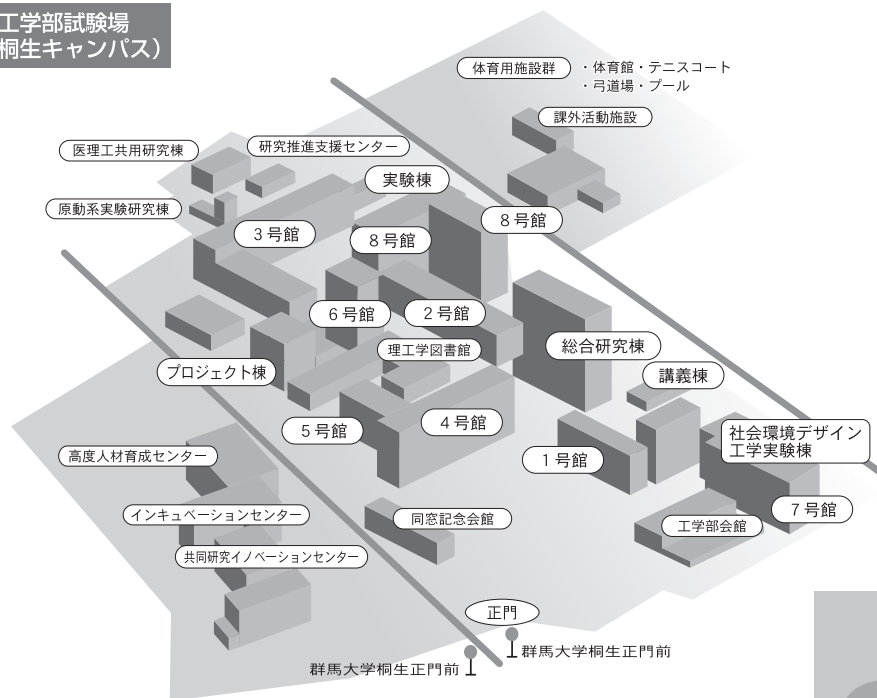 工学部試験場
桐生キャンパス）
体育用施設群
・体育館・テニスコート
・弓道場・プール
課外活動施設
医理工共用研究棟
研究推進支援センター
実験棟
原動系実験研究棟
3号館
8号館
8号館
6号館
2号館
総合研究棟
理工学図書館
プロジェクト棟
講義棟
5号館
4号館
社会環境デザイン
工学実験棟
高度人材育成センター
1号館
インキュベーションセンター
同窓記念会館
工学部会館
7号館
共同研究イノベーションセンター
正門
群馬大学桐生正門前
群馬大学桐生正門前